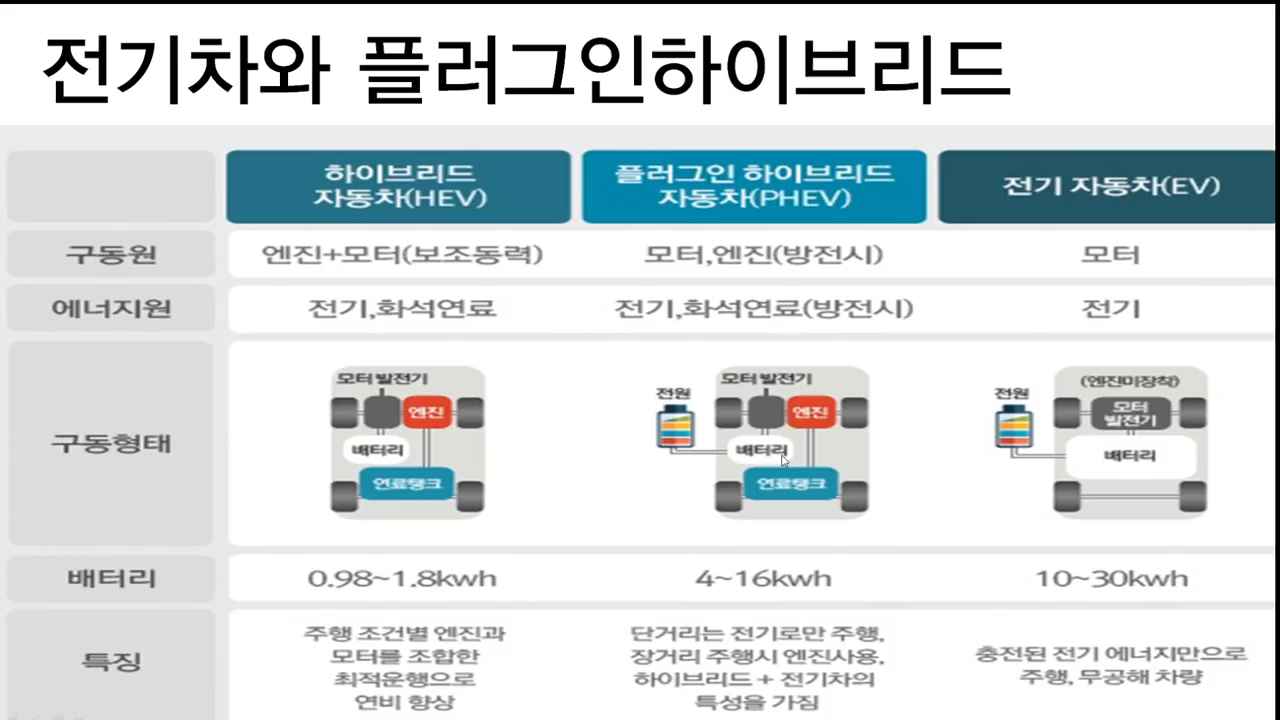 전기차와 플러그인하이브리드
하이브리드
자동차(HEV)
플러그인 하이브리드
자동차(PHEV)
전기 자동차(EV)
구동원
엔진+모터(보조동력)
모터,엔진(방전시)
모터
에너지원
전기,화석연료
전기,화석연료(방전시)
전기
구동형태
모터 발전기
엔진
배터리
연료탱크
전원
모터 발전기
엔진
배터리
연료탱크
전원
(엔진미장착)
모터
발전기
배터리
배터리
0.98~1.8kwh
4~16kwh
10~30kwh
특징
주행 조건별 엔진과
모터를 조합한
최적운행으로
연비 향상
단거리는 전기로만 주행,
장거리 주행시 엔진사용,
하이브리드 + 전기차의
특성을 가짐
충전된 전기 에너지만으로
주행, 무공해 차량